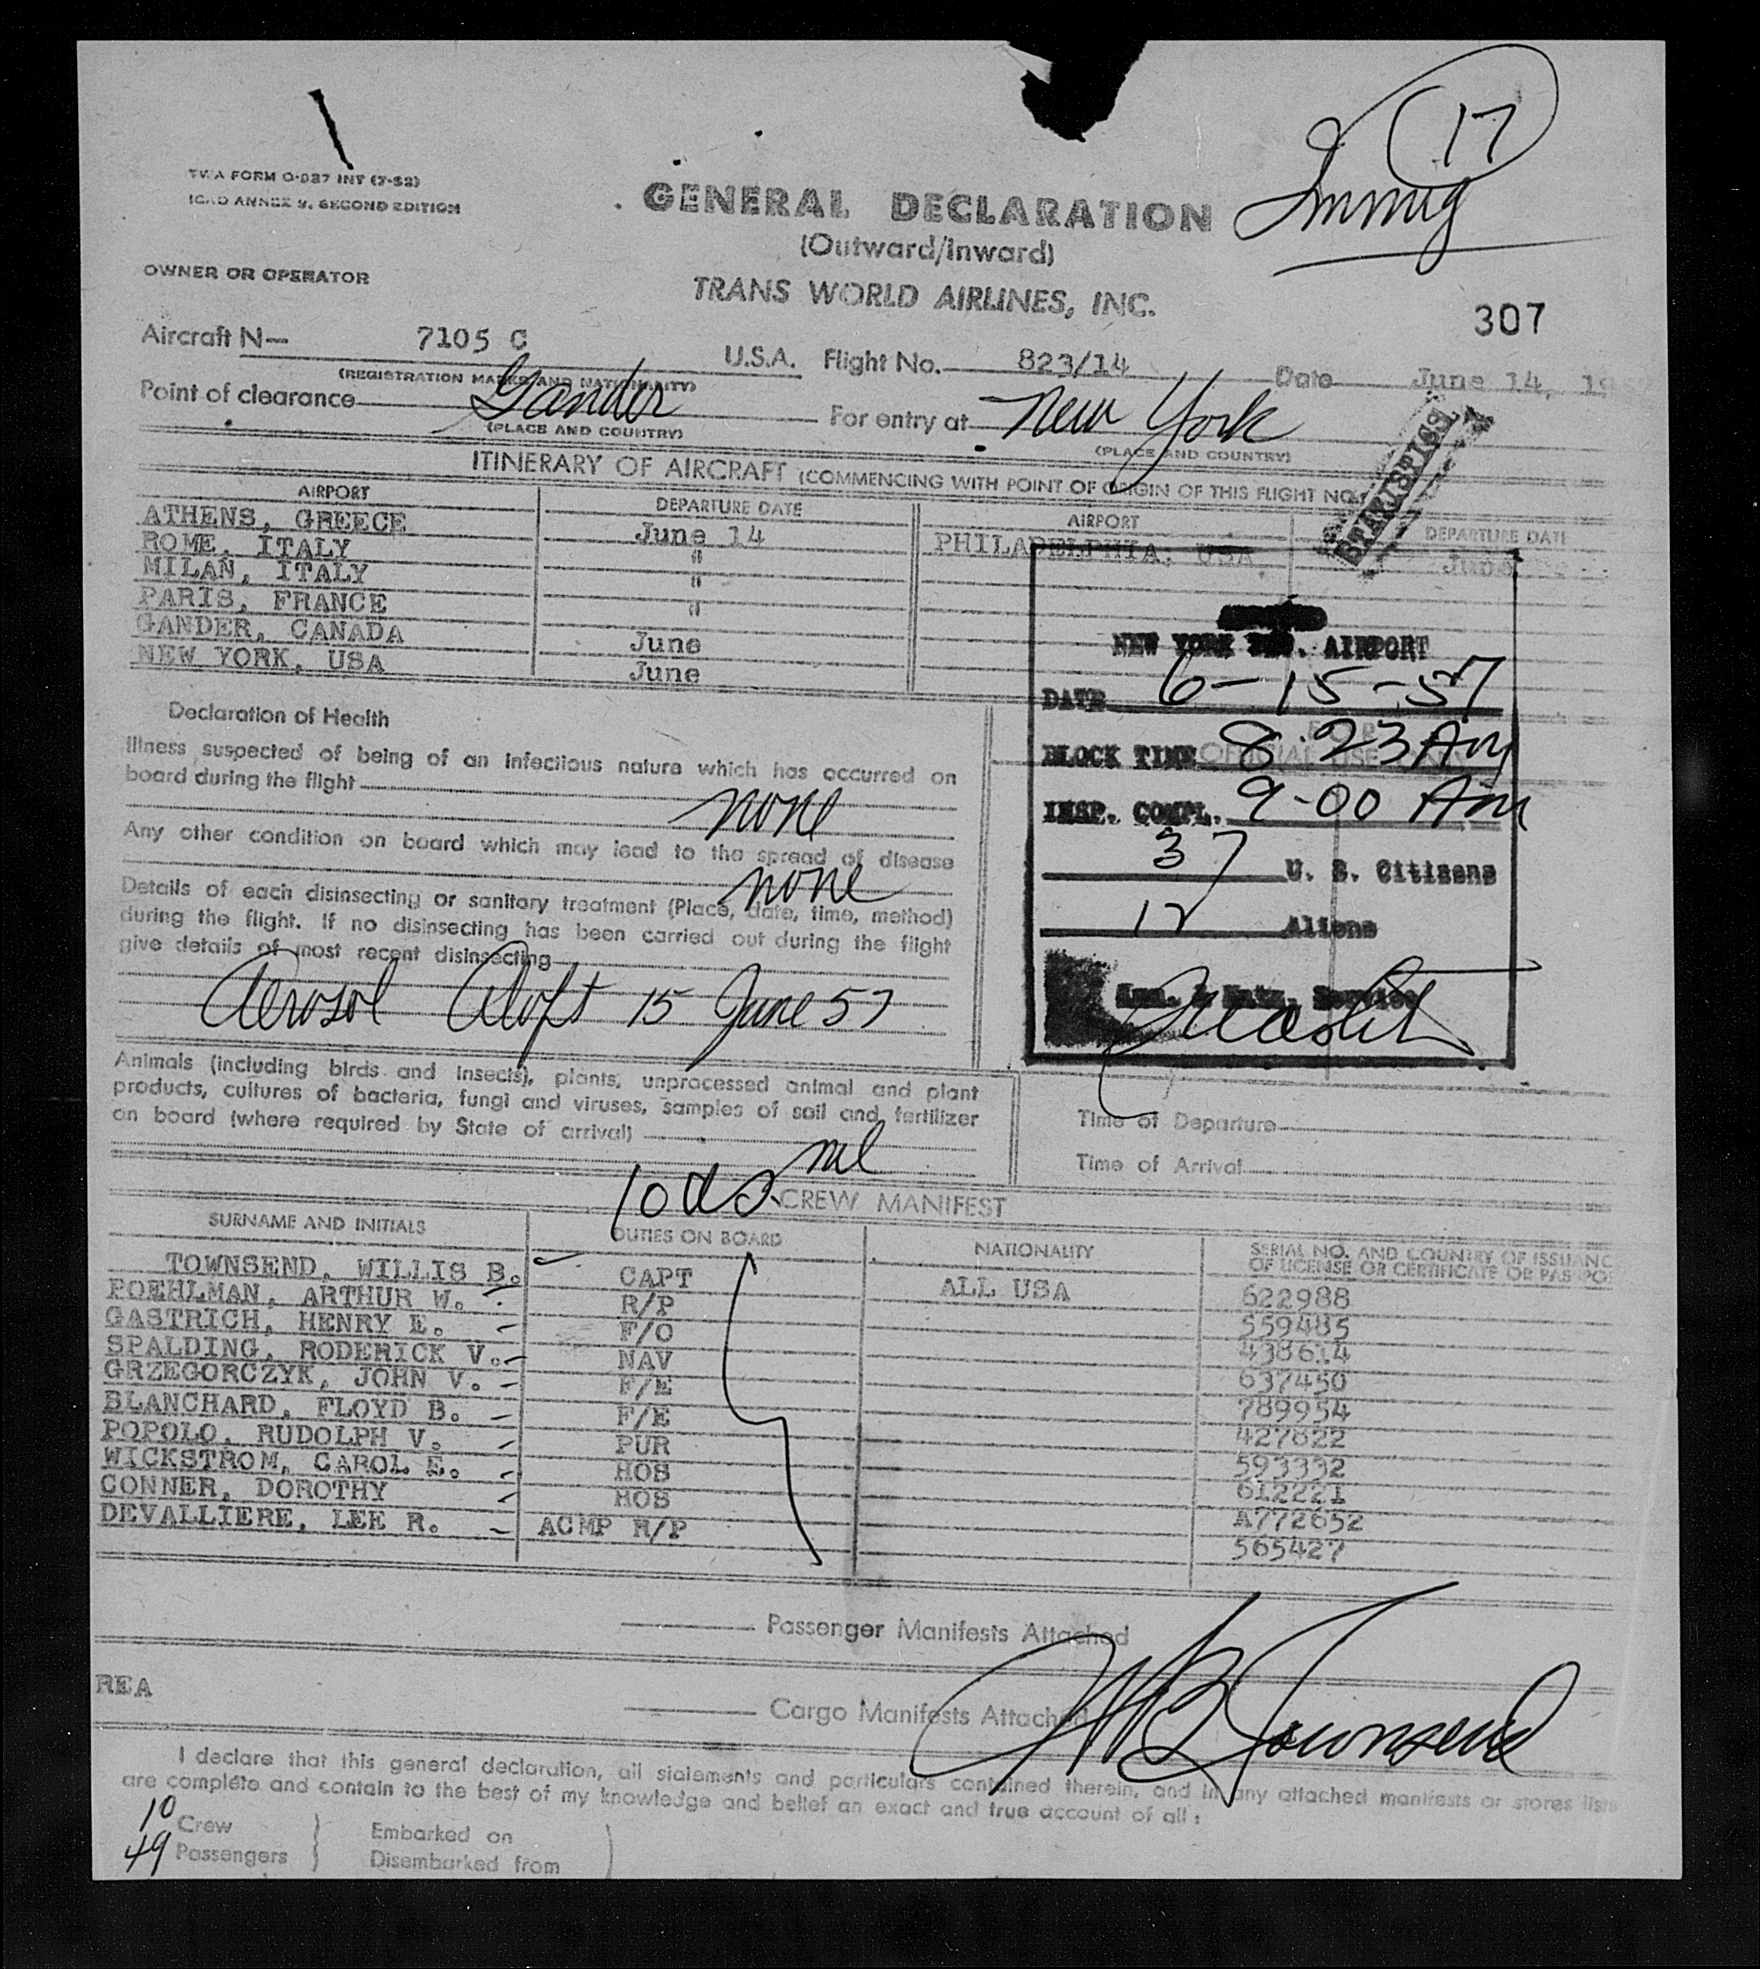 17
Immig
TWA FORM O-927 INT (7-52)
ICAO ANNEX 9, SECOND EDITION
GENERAL DECLARATION
(Outward/Inward)
OWNER OR OPERATOR
TRANS WORLD AIRLINES, INC.
307
Aircraft N— 7105 C U.S.A. Flight No. 823/14 Date June 14,
(REGISTRATION MARKS AND NATIONALITY)
Point of clearance Gander For entry at New York
(PLACE AND COUNTRY) (PLACE AND COUNTRY)
STATISTICS
ITINERARY OF AIRCRAFT (COMMENCING WITH POINT OF ORIGIN OF THIS FLIGHT NO.
AIRPORT DEPARTURE DATE AIRPORT DEPARTURE DATE
ATHENS, GREECE June 14 PHILADELPHIA, USA June
ROME, ITALY "
MILAN, ITALY "
PARIS, FRANCE "
GANDER, CANADA June
NEW YORK, USA June
NEW YORK AIRPORT
DATE 6-15-57
BLOCK TIME 8:23 AM
OFFICIAL USE
INSP. COMPL. 9-00 AM
37 U. S. Citizens
12 Aliens
Imm. & Natz. Service
Declaration of Health
Illness suspected of being of an infectious nature which has occurred on
board during the flight
none
Any other condition on board which may lead to the spread of disease
none
Details of each disinsecting or sanitary treatment (Place, date, time, method)
during the flight. If no disinsecting has been carried out during the flight
give details of most recent disinsecting
Aerosol Aloft 15 June 57
Animals (including birds and insects), plants, unprocessed animal and plant
products, cultures of bacteria, fungi and viruses, samples of soil and fertilizer
on board (where required by State of arrival)
nil
Time of Departure
Time of Arrival
CREW MANIFEST
SURNAME AND INITIALS DUTIES ON BOARD NATIONALITY SERIAL NO. AND COUNTRY OF ISSUANC
OF LICENSE OR CERTIFICATE OR PASSPO
TOWNSEND, WILLIS B. CAPT ALL USA 622988
POEHLMAN, ARTHUR W. R/P 559485
GASTRICH, HENRY E. F/O 438614
SPALDING, RODERICK V. NAV 637450
GRZEGORCZYK, JOHN V. F/E 789954
BLANCHARD, FLOYD B. F/E 427822
POPOLO, RUDOLPH V. PUR 593332
WICKSTROM, CAROL E. HOS 612221
CONNER, DOROTHY HOS A772652
DEVALLIERE, LEE R. ACMP R/P 565427
Passenger Manifests Attached
REA
Cargo Manifests Attached
W B Townsend
I declare that this general declaration, all statements and particulars contained therein, and in any attached manifests or stores lists
are complete and contain to the best of my knowledge and belief an exact and true account of all:
10 Crew Embarked on
49 Passengers Disembarked from